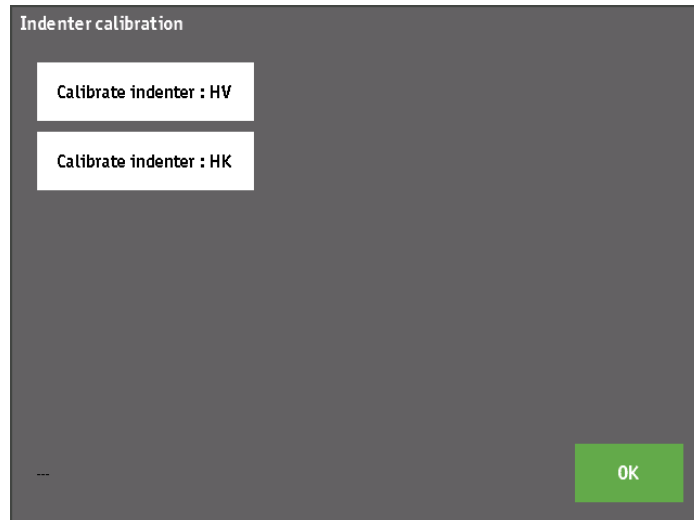 Indenter calibration
Calibrate indenter : HV
Calibrate indenter : HK
---
OK